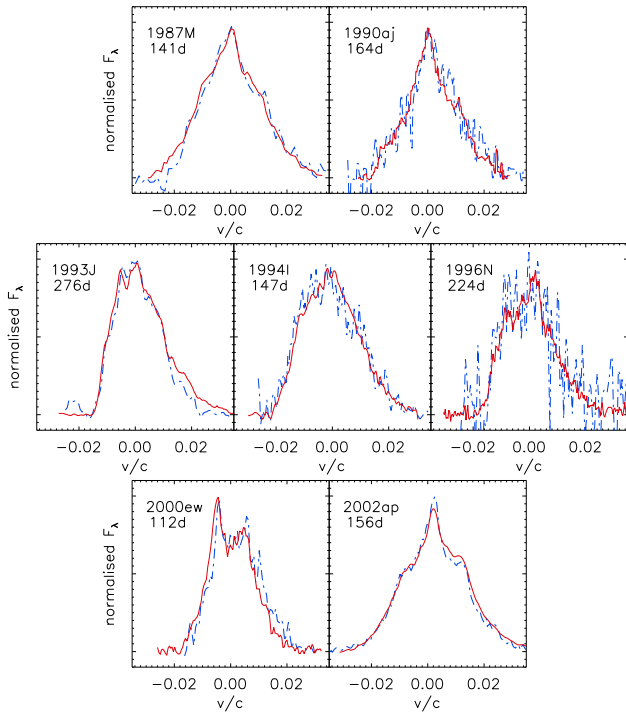 1987M
141d
1990aj
164d
normalised Fλ
−0.02 0.00 0.02
−0.02 0.00 0.02
v/c
v/c
1993J
276d
1994I
147d
1996N
224d
normalised Fλ
−0.02 0.00 0.02
−0.02 0.00 0.02
−0.02 0.00 0.02
v/c
v/c
v/c
2000ew
112d
2002ap
156d
normalised Fλ
−0.02 0.00 0.02
−0.02 0.00 0.02
v/c
v/c